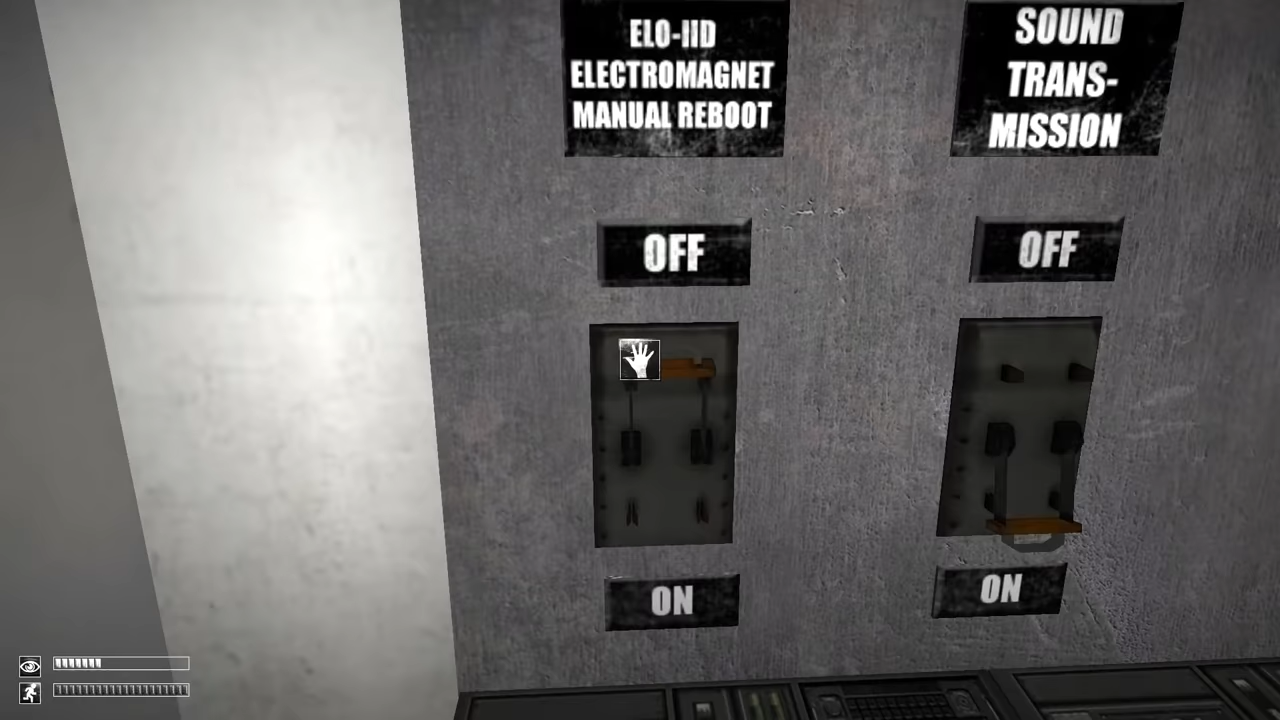 ELO-IID
ELECTROMAGNET
MANUAL REBOOT
OFF
ON
SOUND
TRANS-
MISSION
OFF
ON